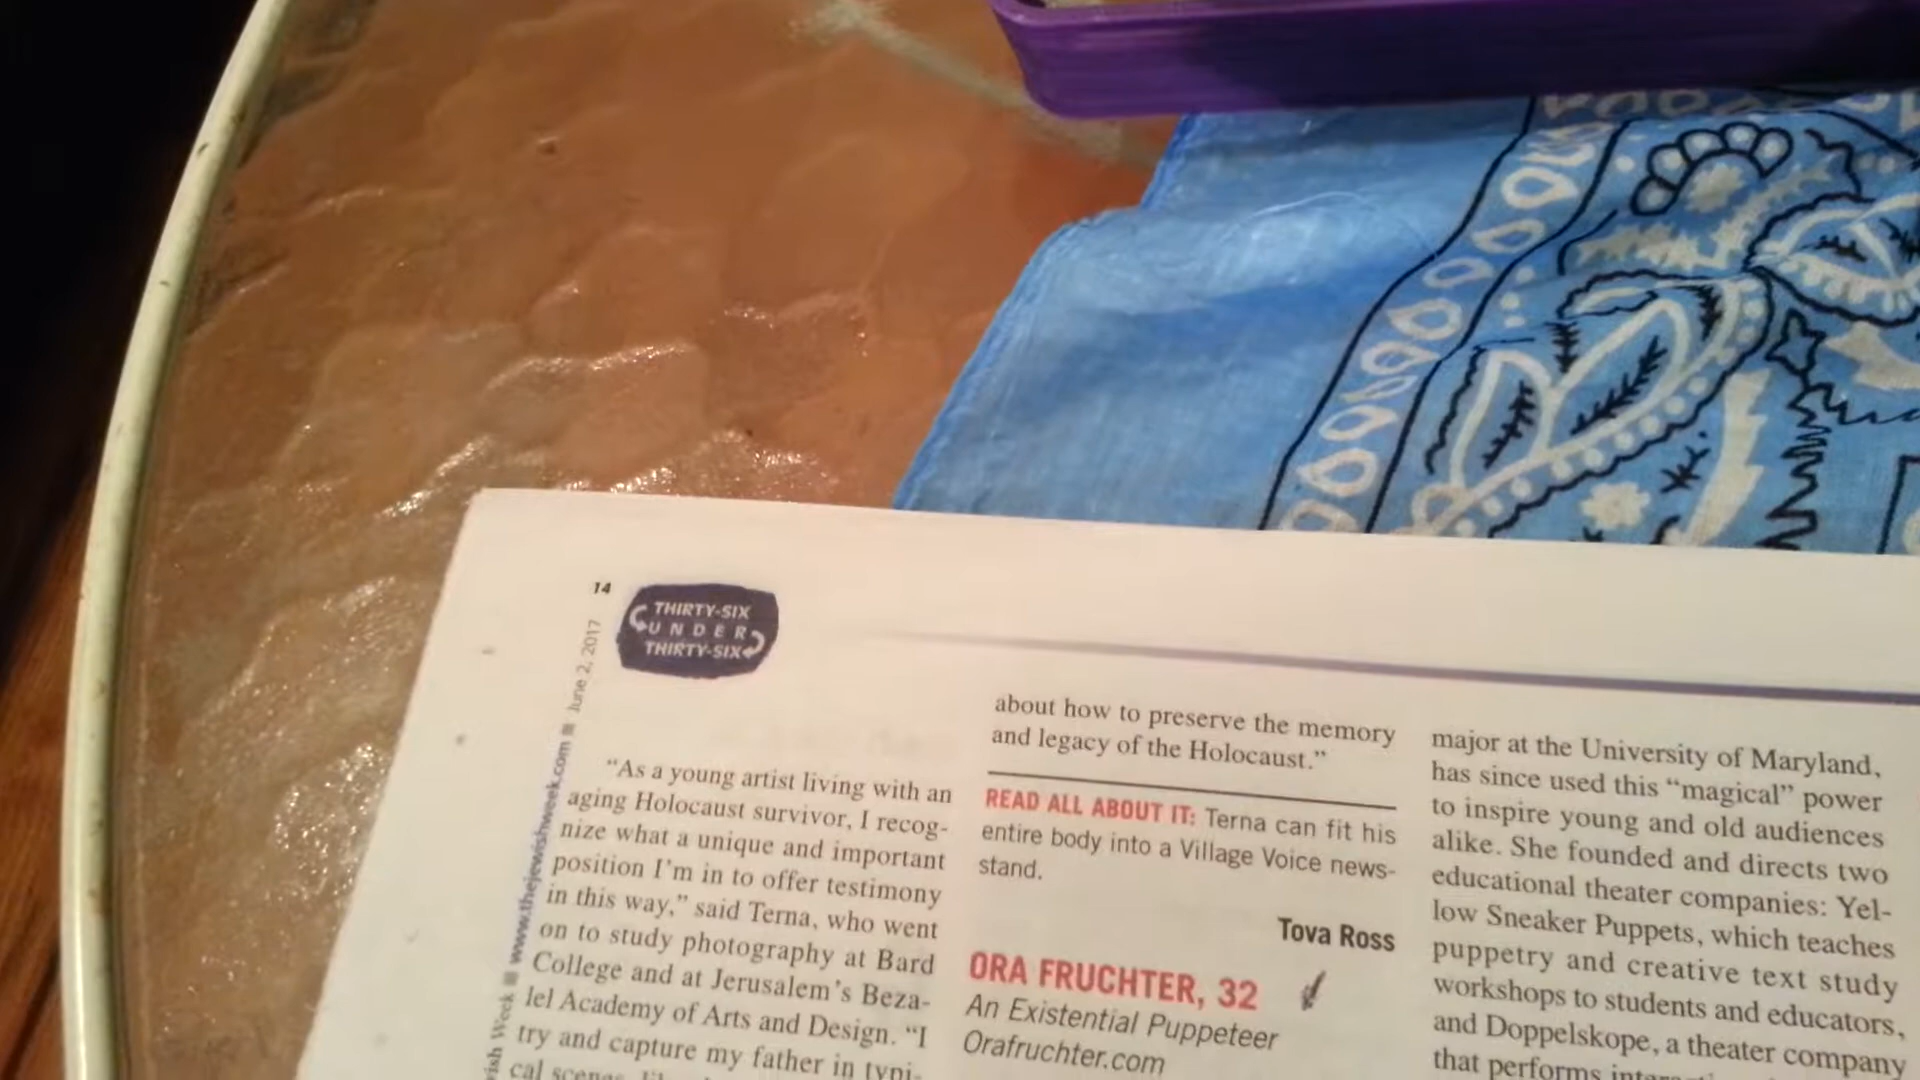 14
THIRTY-SIX
UNDER
THIRTY-SIX
ish Week ■ www.thejewishweek.com ■ June 2, 2017
“As a young artist living with an
aging Holocaust survivor, I recog-
nize what a unique and important
position I’m in to offer testimony
in this way,” said Terna, who went
on to study photography at Bard
College and at Jerusalem’s Beza-
lel Academy of Arts and Design. “I
try and capture my father in typi-
cal scenes,
about how to preserve the memory
and legacy of the Holocaust.”
READ ALL ABOUT IT: Terna can fit his
entire body into a Village Voice news-
stand.
Tova Ross
ORA FRUCHTER, 32
An Existential Puppeteer
Orafruchter.com
major at the University of Maryland,
has since used this “magical” power
to inspire young and old audiences
alike. She founded and directs two
educational theater companies: Yel-
low Sneaker Puppets, which teaches
puppetry and creative text study
workshops to students and educators,
and Doppelskope, a theater company
that performs